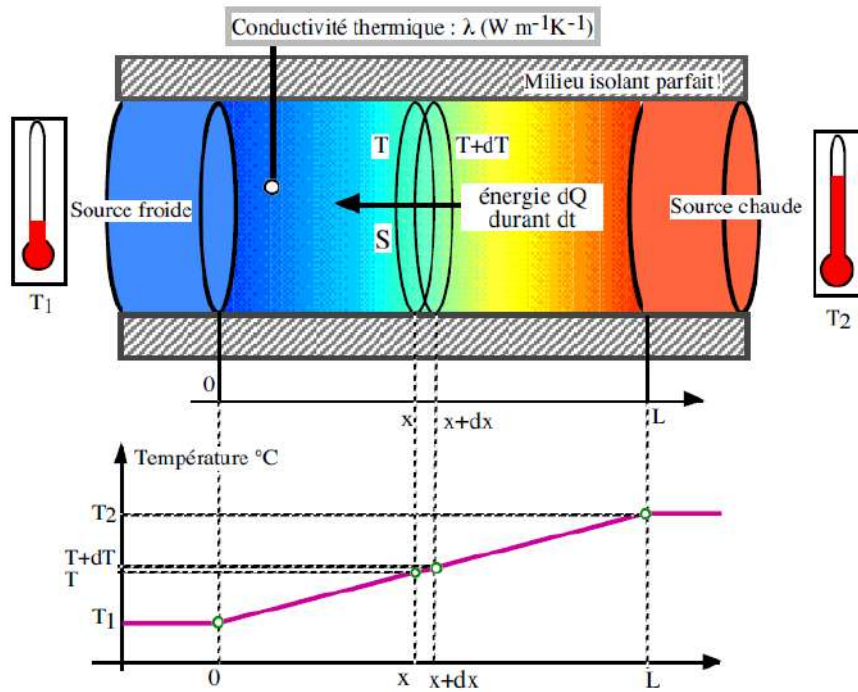 Conductivité thermique : λ (W m-1K-1)
Milieu isolant parfait!
T
T+dT
énergie dQ
durant dt
Source froide
Source chaude
S
T1
T2
0
x
x+dx
L
Température °C
T2
T+dT
T
T1
0
x
x+dx
L